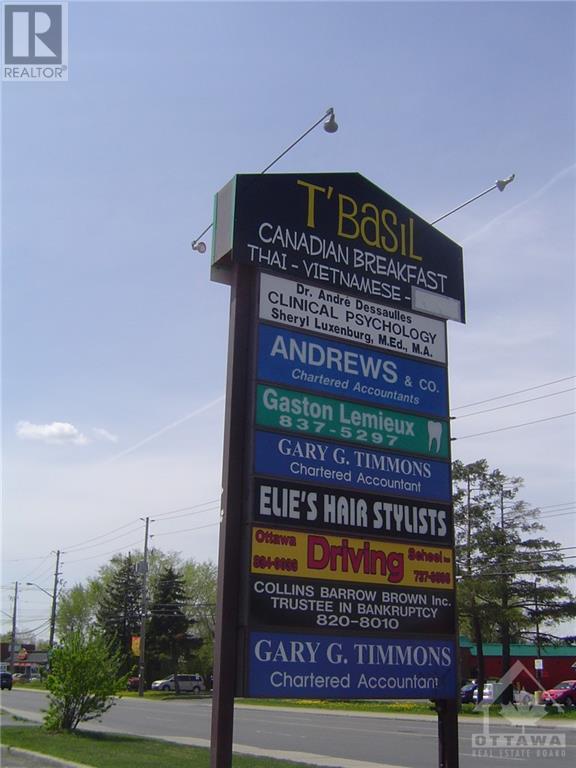 R
REALTOR®
T'BASIL
CANADIAN BREAKFAST
THAI - VIETNAMESE -
Dr. André Dessaulles
CLINICAL PSYCHOLOGY
Sheryl Luxenburg, M.Ed., M.A.
ANDREWS & CO.
Chartered Accountants
Gaston Lemieux
837-5297
GARY G. TIMMONS
Chartered Accountant
ELIE'S HAIR STYLISTS
Ottawa Driving School Inc
COLLINS BARROW BROWN Inc.
TRUSTEE IN BANKRUPTCY
820-8010
GARY G. TIMMONS
Chartered Accountant
OTTAWA
REAL ESTATE BOARD